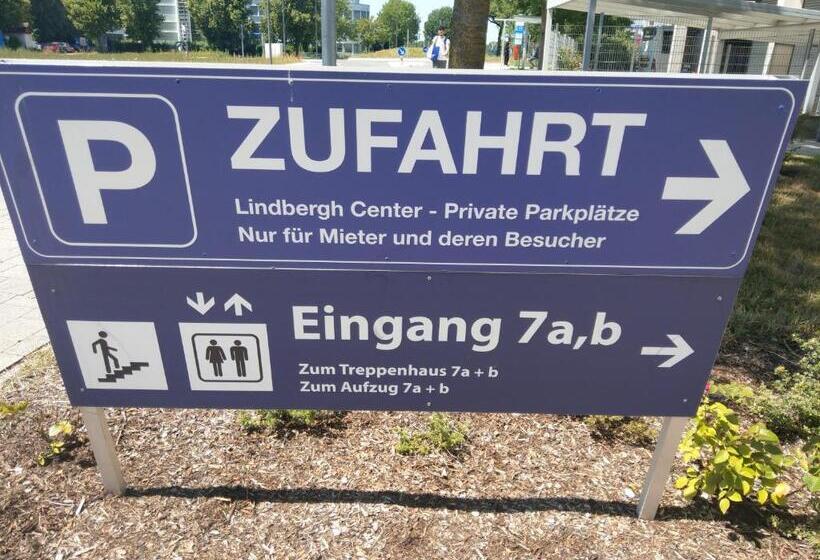 P
ZUFAHRT
Lindbergh Center - Private Parkplätze
Nur für Mieter und deren Besucher
Eingang 7a,b
Zum Treppenhaus 7a + b
Zum Aufzug 7a + b